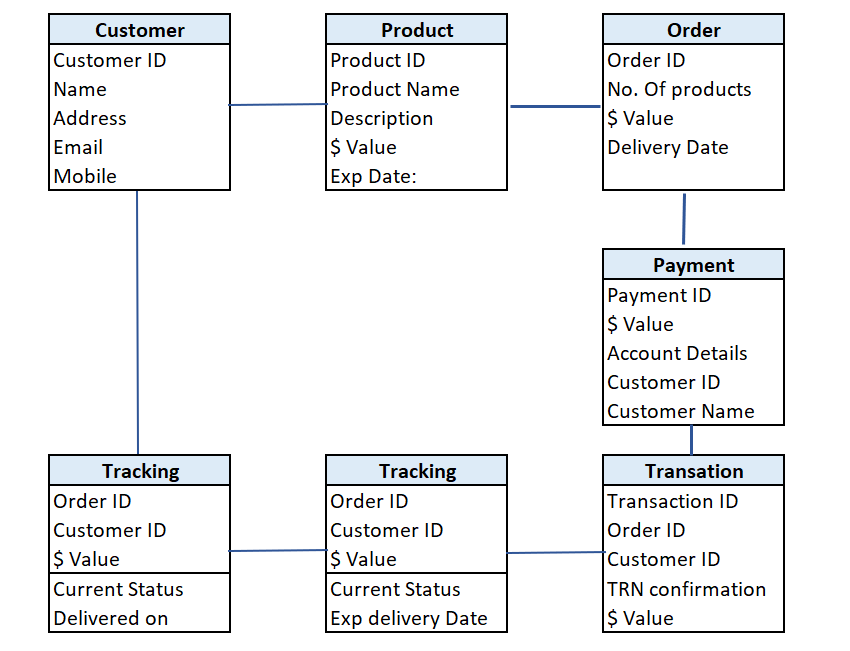 Customer
Customer ID
Name
Address
Email
Mobile
Product
Product ID
Product Name
Description
$ Value
Exp Date:
Order
Order ID
No. Of products
$ Value
Delivery Date
Payment
Payment ID
$ Value
Account Details
Customer ID
Customer Name
Tracking
Order ID
Customer ID
$ Value
Current Status
Delivered on
Tracking
Order ID
Customer ID
$ Value
Current Status
Exp delivery Date
Transation
Transaction ID
Order ID
Customer ID
TRN confirmation
$ Value